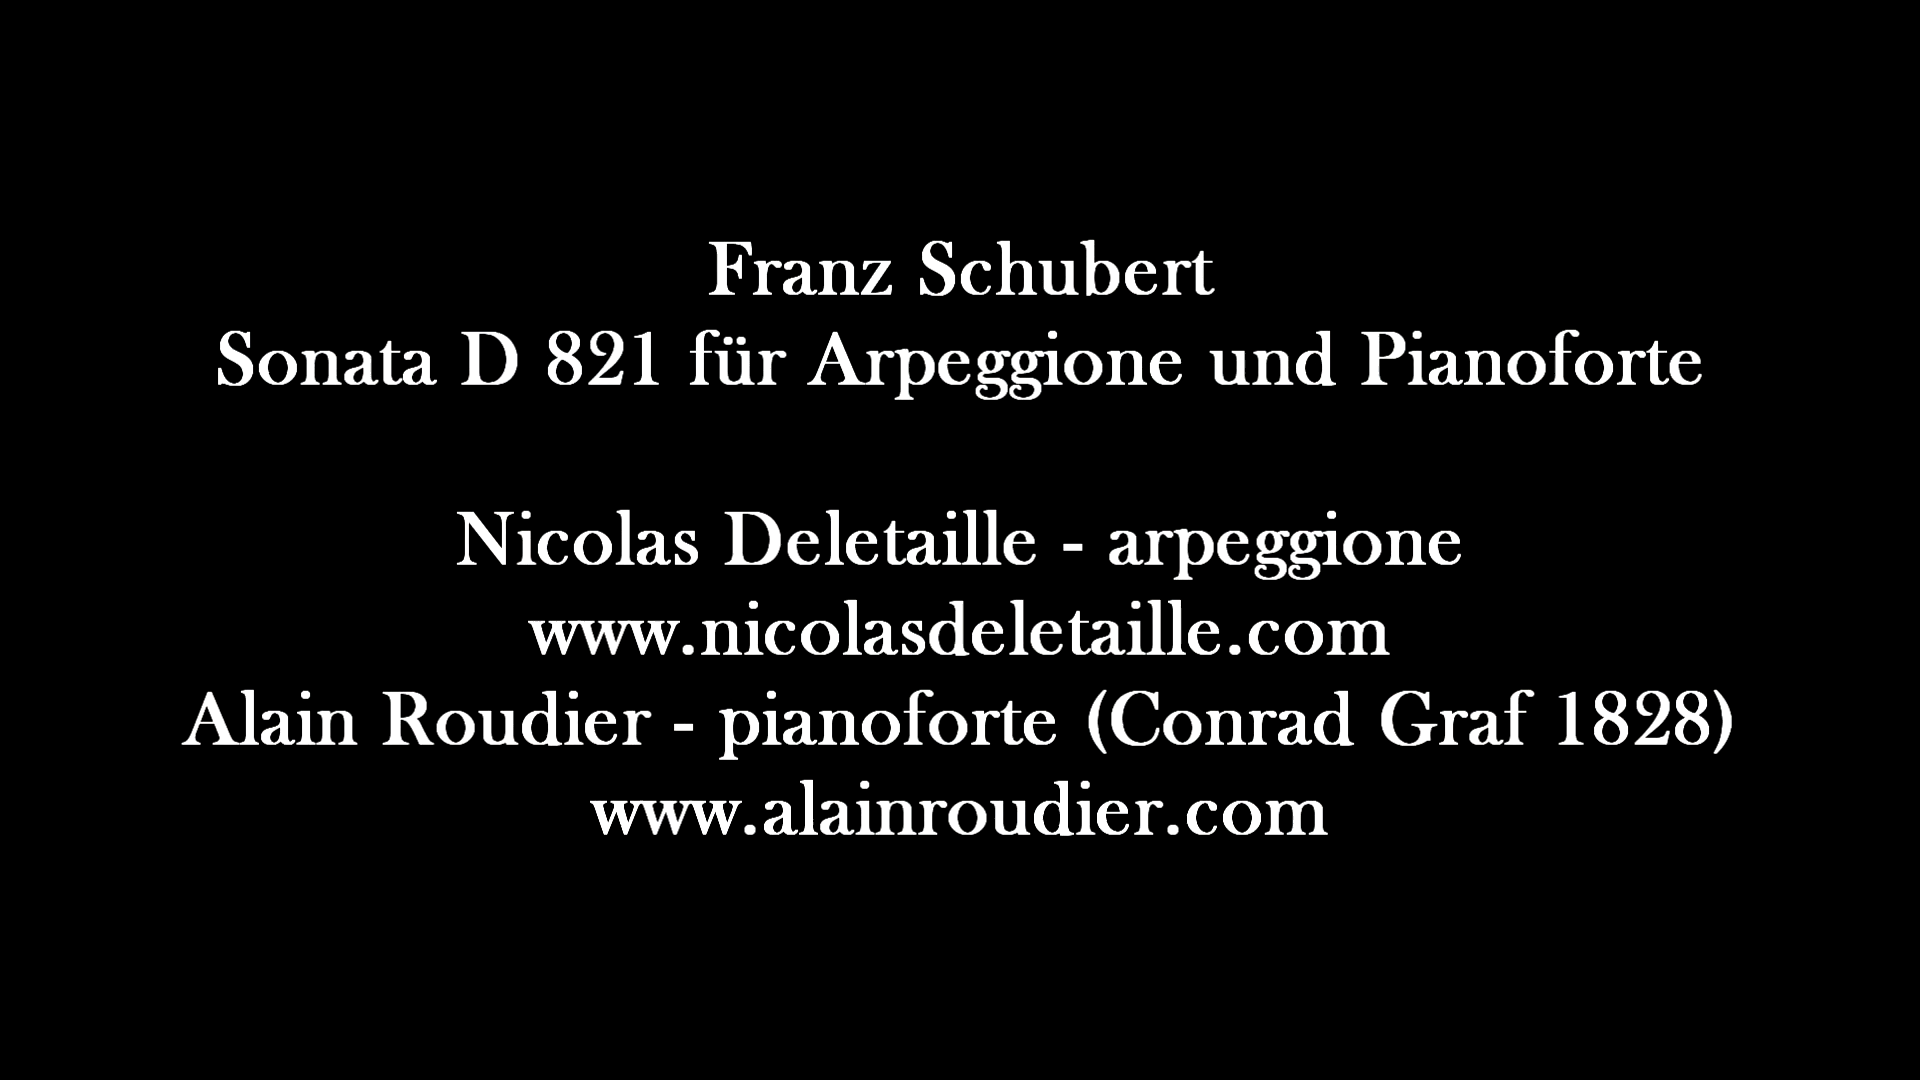 Franz Schubert
Sonata D 821 für Arpeggione und Pianoforte
Nicolas Deletaille - arpeggione
www.nicolasdeletaille.com
Alain Roudier - pianoforte (Conrad Graf 1828)
www.alainroudier.com